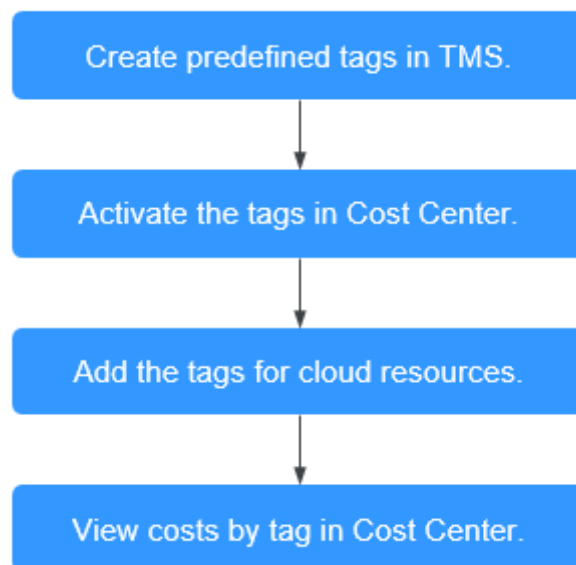 Create predefined tags in TMS.
Activate the tags in Cost Center.
Add the tags for cloud resources.
View costs by tag in Cost Center.